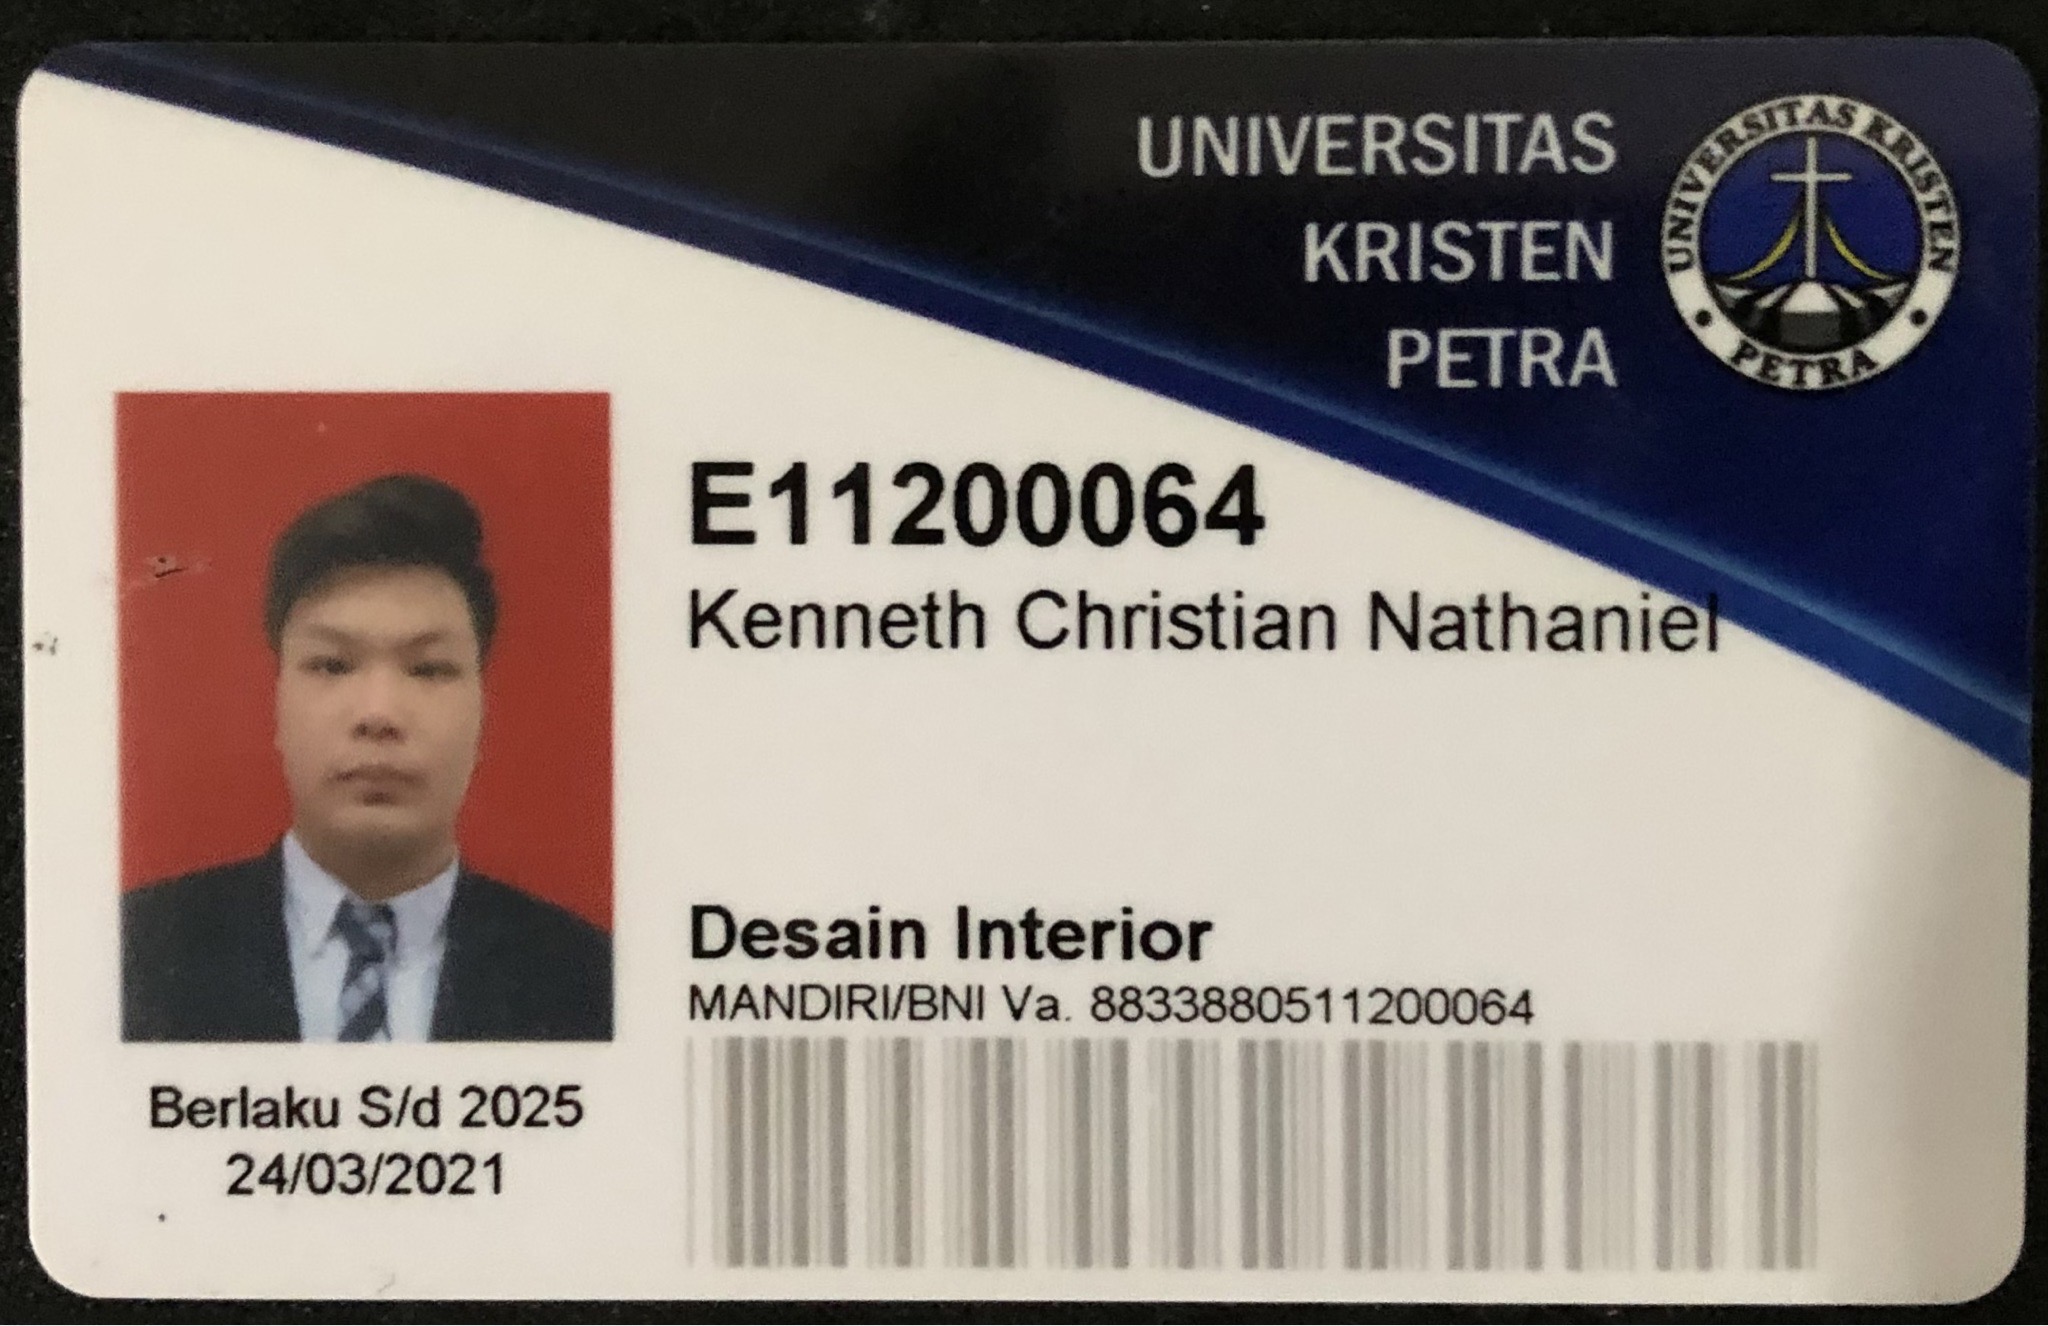 UNIVERSITAS
KRISTEN
PETRA
UNIVERSITAS KRISTEN
PETRA
E11200064
Kenneth Christian Nathaniel
Desain Interior
MANDIRI/BNI Va. 8833880511200064
Berlaku S/d 2025
24/03/2021